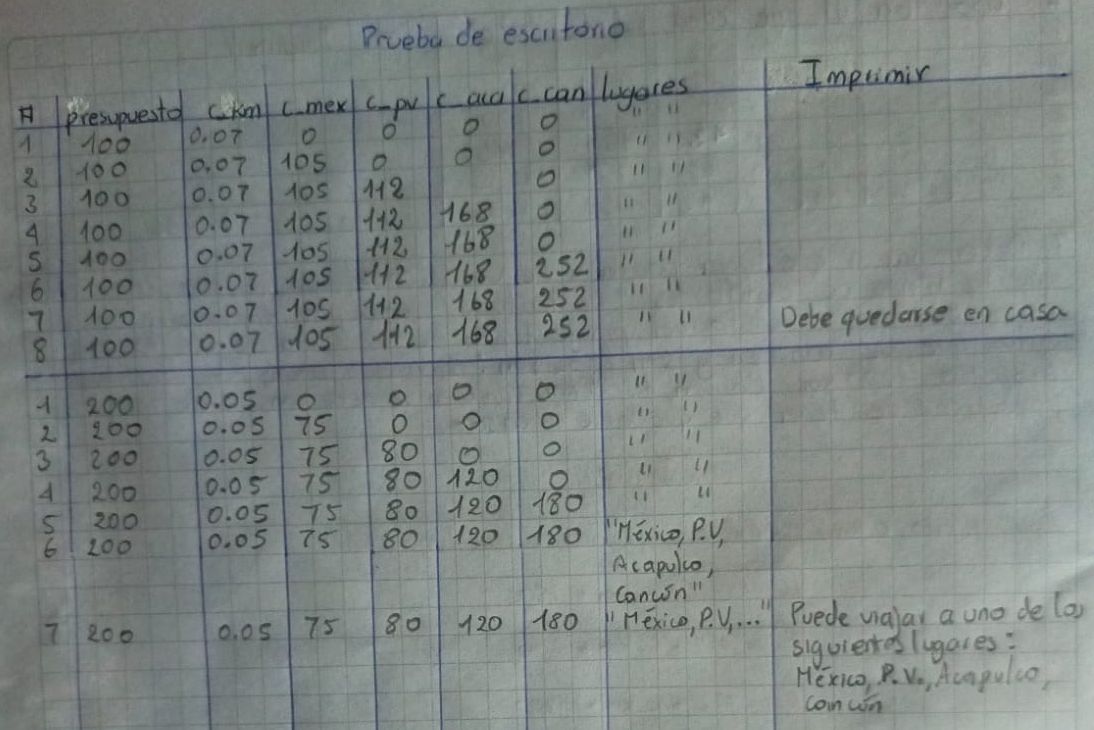 Prueba de escritorio
# presupuesto c_km c_mex c_pv c_aca c_can lugares Imprimir
1 100 0.07 0 0 0 0 " "
2 100 0.07 105 0 0 0 " "
3 100 0.07 105 112 0 " "
4 100 0.07 105 112 168 0 " "
5 100 0.07 105 112 168 0 " "
6 100 0.07 105 112 168 252 " "
7 100 0.07 105 112 168 252 " "
8 100 0.07 105 112 168 252 " " Debe quedarse en casa
1 200 0.05 0 0 0 0 " "
2 200 0.05 75 0 0 0 " "
3 200 0.05 75 80 0 0 " "
4 200 0.05 75 80 120 0 " "
5 200 0.05 75 80 120 180 " "
6 200 0.05 75 80 120 180 "México, P.V,
Acapulco,
Cancún"
7 200 0.05 75 80 120 180 "México, P.V,..." Puede viajar a uno de los
siguientes lugares:
México, P.V., Acapulco,
Cancún